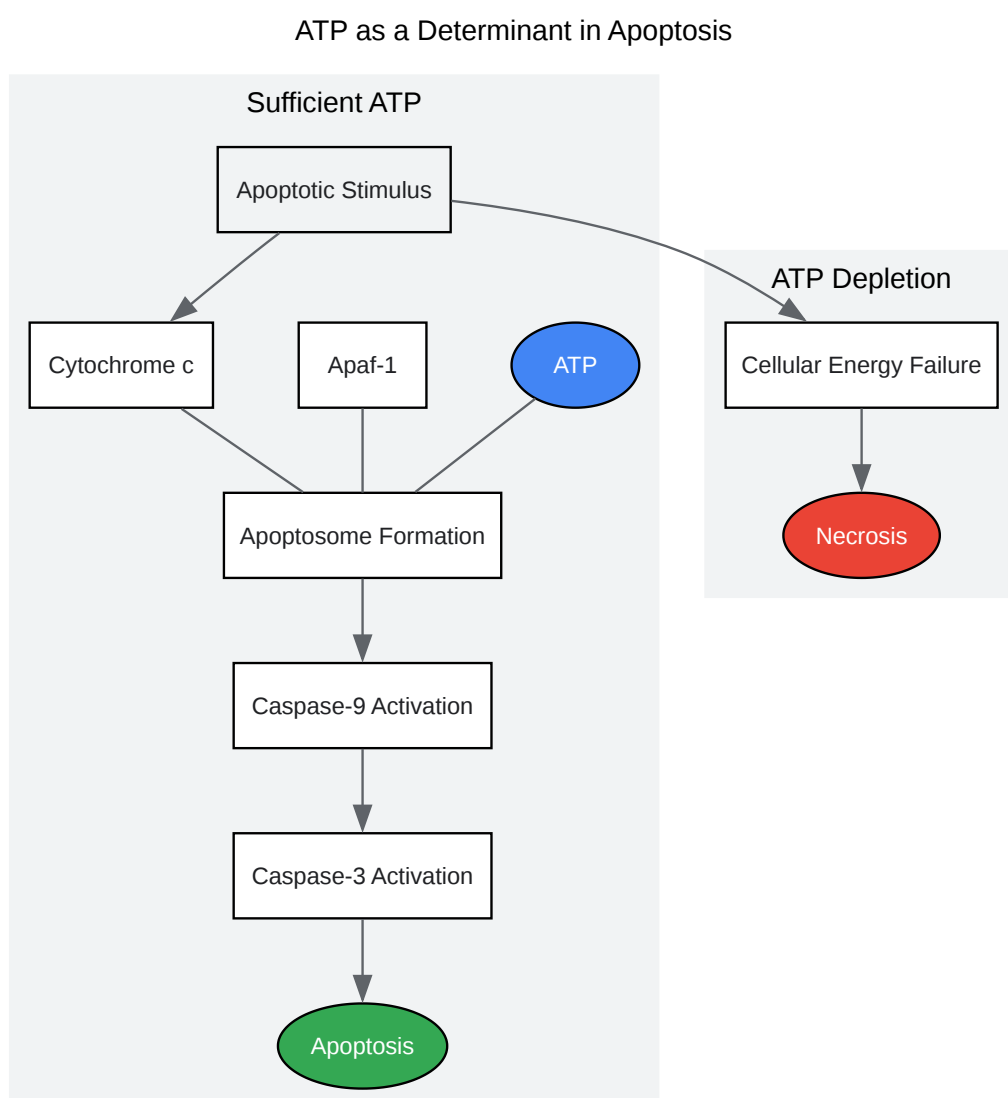 ATP as a Determinant in Apoptosis
Sufficient ATP
Apoptotic Stimulus
ATP Depletion
Cytochrome c
Apaf-1
ATP
Cellular Energy Failure
Apoptosome Formation
Necrosis
Caspase-9 Activation
Caspase-3 Activation
Apoptosis